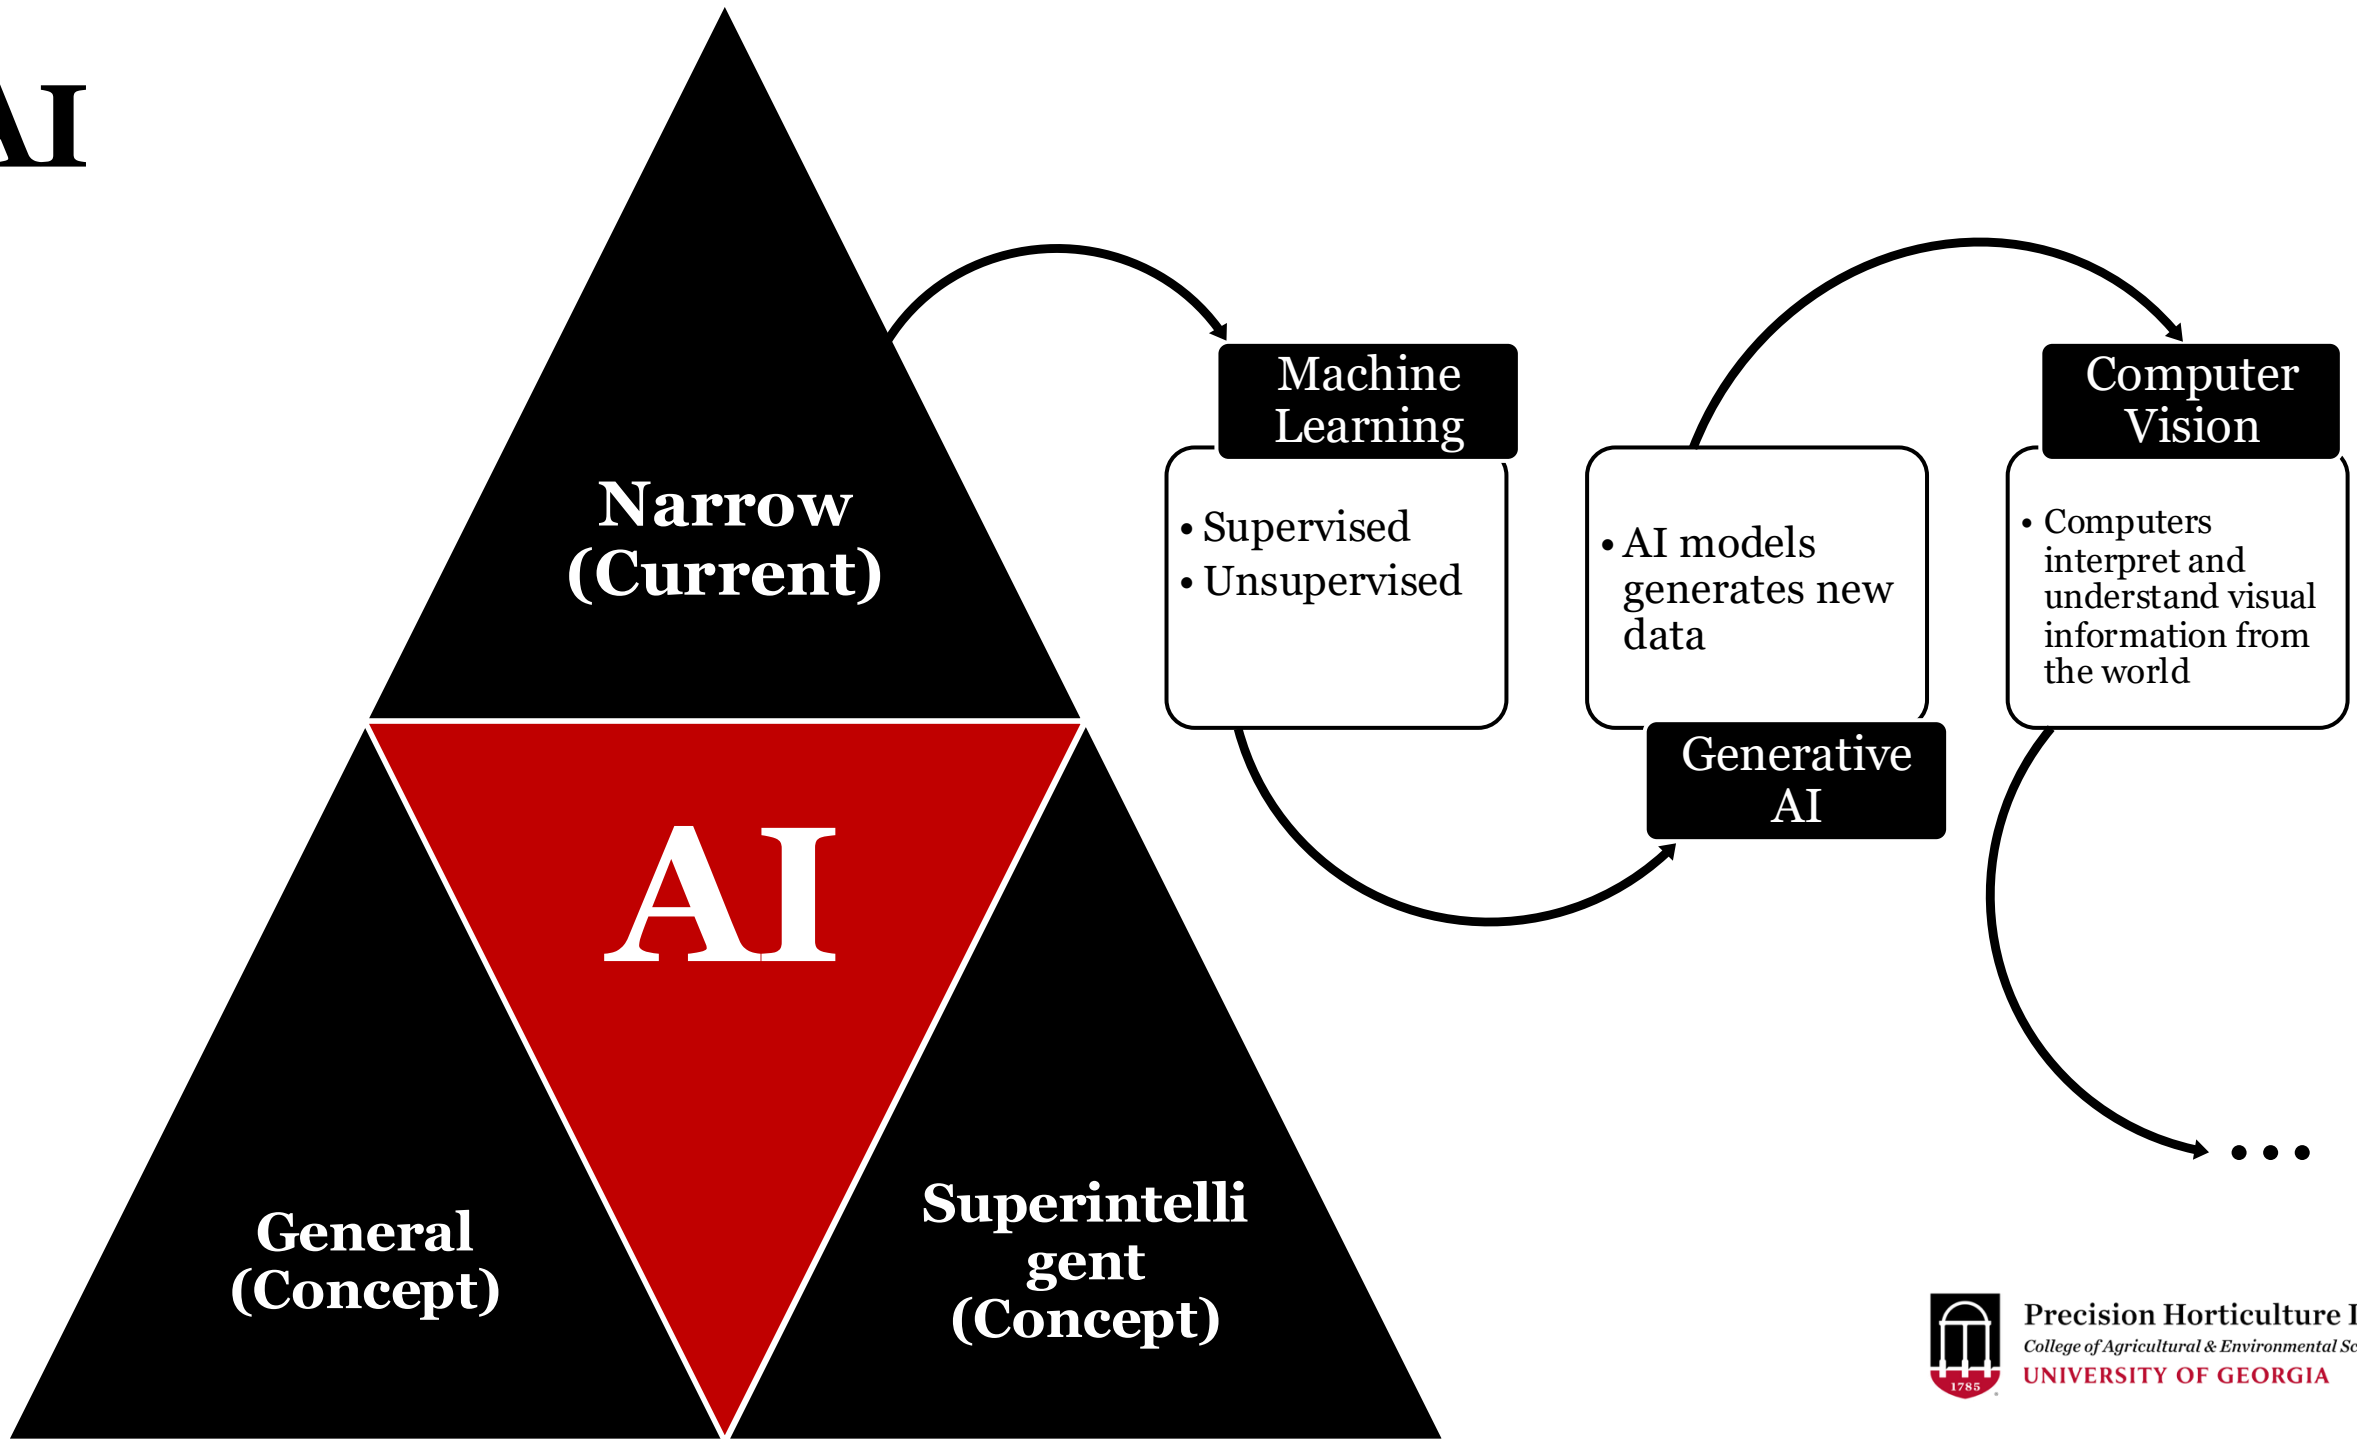 AI
Narrow
(Current)
AI
General
(Concept)
Superintelli
gent
(Concept)
Machine
Learning
• Supervised
• Unsupervised
• AI models
generates new
data
Generative
AI
Computer
Vision
• Computers
interpret and
understand visual
information from
the world
...
1785
Precision Horticulture
College of Agricultural & Environmental
UNIVERSITY OF GEORGIA